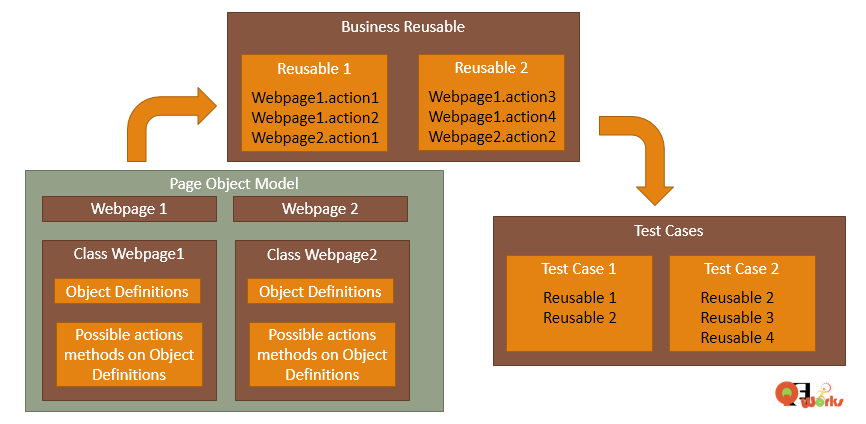 Business Reusable
Reusable 1
Webpage1.action1
Webpage1.action2
Webpage2.action1
Reusable 2
Webpage1.action3
Webpage1.action4
Webpage2.action2
Page Object Model
Webpage 1
Webpage 2
Class Webpage1
Object Definitions
Possible actions
methods on Object
Definitions
Class Webpage2
Object Definitions
Possible actions
methods on Object
Definitions
Test Cases
Test Case 1
Reusable 1
Reusable 2
Test Case 2
Reusable 2
Reusable 3
Reusable 4
Works